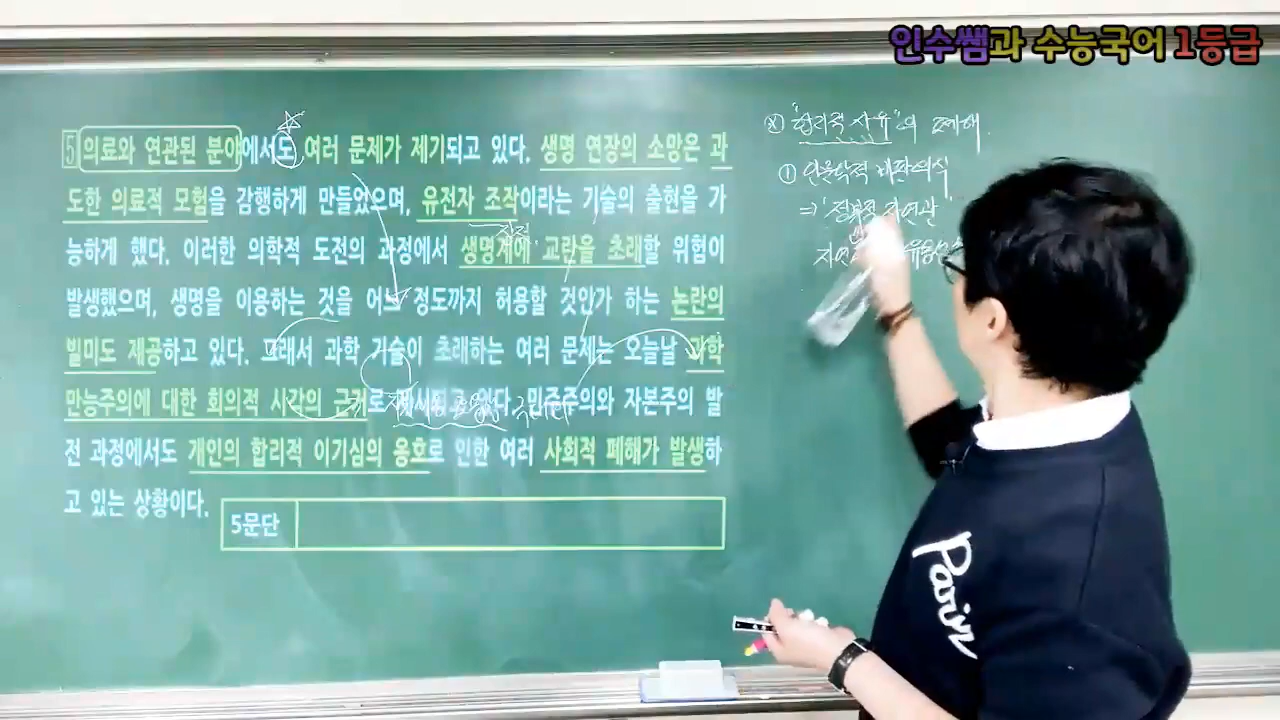 인수쌤과 수능국어 1등급
5 의료와 연관된 분야에서도 여러 문제가 제기되고 있다. 생명 연장의 소망은 과
도한 의료적 모험을 감행하게 만들었으며, 유전자 조작이라는 기술의 출현을 가
능하게 했다. 이러한 의학적 도전의 과정에서 생명계에 교란을 초래할 위험이
발생했으며, 생명을 이용하는 것을 어느 정도까지 허용할 것인가 하는 논란의
빌미도 제공하고 있다. 그래서 과학 기술이 초래하는 여러 문제는 오늘날 과학
만능주의에 대한 회의적 시각의 근거로 제시되고 있다. 민주주의와 자본주의 발
전 과정에서도 개인의 합리적 이기심의 옹호로 인한 여러 사회적 폐해가 발생하
고 있는 상황이다.
5문단
"합리적 사유"의 폐해.
① 비판의식
⇒ '정복적 자연관'
Paris